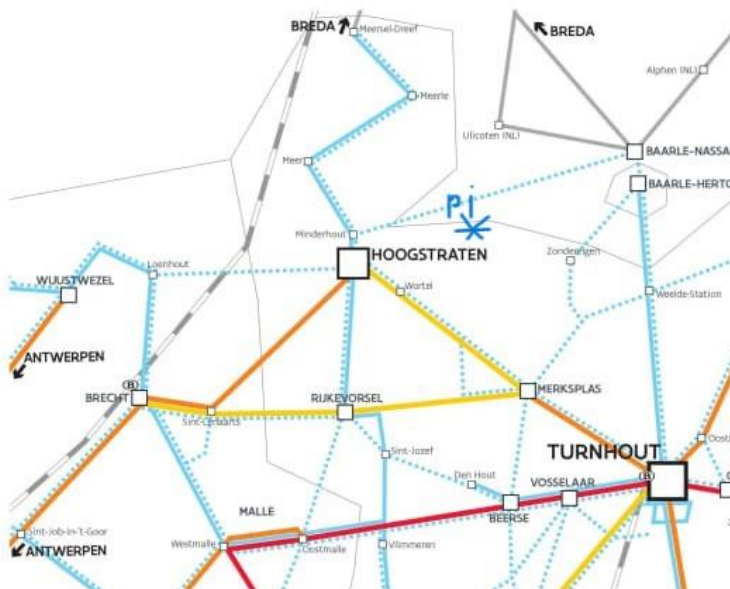 BREDA
Meersel-Dreef
BREDA
Alphen (NL)
Meerle
Ulicoten (NL)
BAARLE-NASSA
Meer
BAARLE-HERTO
pi
Minderhout
HOOGSTRATEN
Zondereigen
Loenhout
WUUSTWEZEL
Wortel
Weelde-Station
ANTWERPEN
B
BRECHT
MERKSPLAS
RIJKEVORSEL
Sint-Lenaarts
TURNHOUT
Sint-Jozef
B
Den Hout
VOSSELAAR
MALLE
BEERSE
Sint-Job-in-'t-Goor
ANTWERPEN
Westmalle
Oostmalle
Vlimmeren